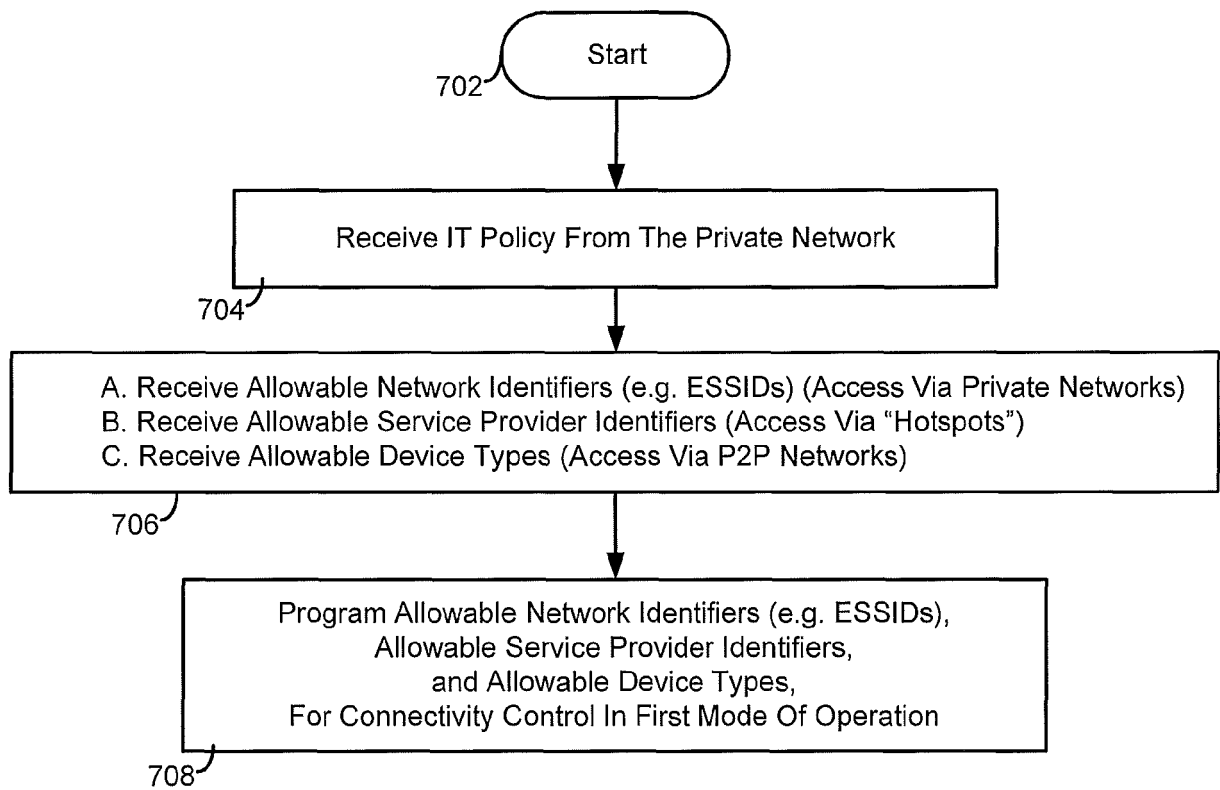 Start
702
Receive IT Policy From The Private Network
704
A. Receive Allowable Network Identifiers (e.g. ESSIDs) (Access Via Private Networks)
B. Receive Allowable Service Provider Identifiers (Access Via “Hotspots”)
C. Receive Allowable Device Types (Access Via P2P Networks)
706
Program Allowable Network Identifiers (e.g. ESSIDs),
Allowable Service Provider Identifiers,
and Allowable Device Types,
For Connectivity Control In First Mode Of Operation
708